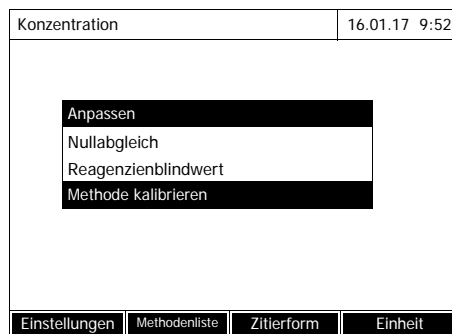 Konzentration 16.01.17 9:52
Anpassen
Nullabgleich
Reagenzienblindwert
Methode kalibrieren
Einstellungen Methodenliste Zitierform Einheit